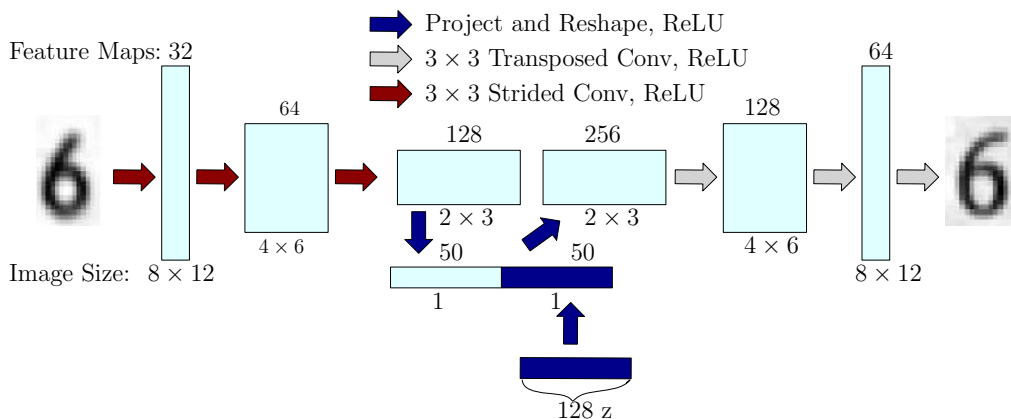 Project and Reshape, ReLU
3 × 3 Transposed Conv, ReLU
3 × 3 Strided Conv, ReLU
Feature Maps: 32
64
128
256
128
64
6
6
2 × 3
2 × 3
4 × 6
4 × 6
50
50
Image Size: 8 × 12
8 × 12
1
1
128 z